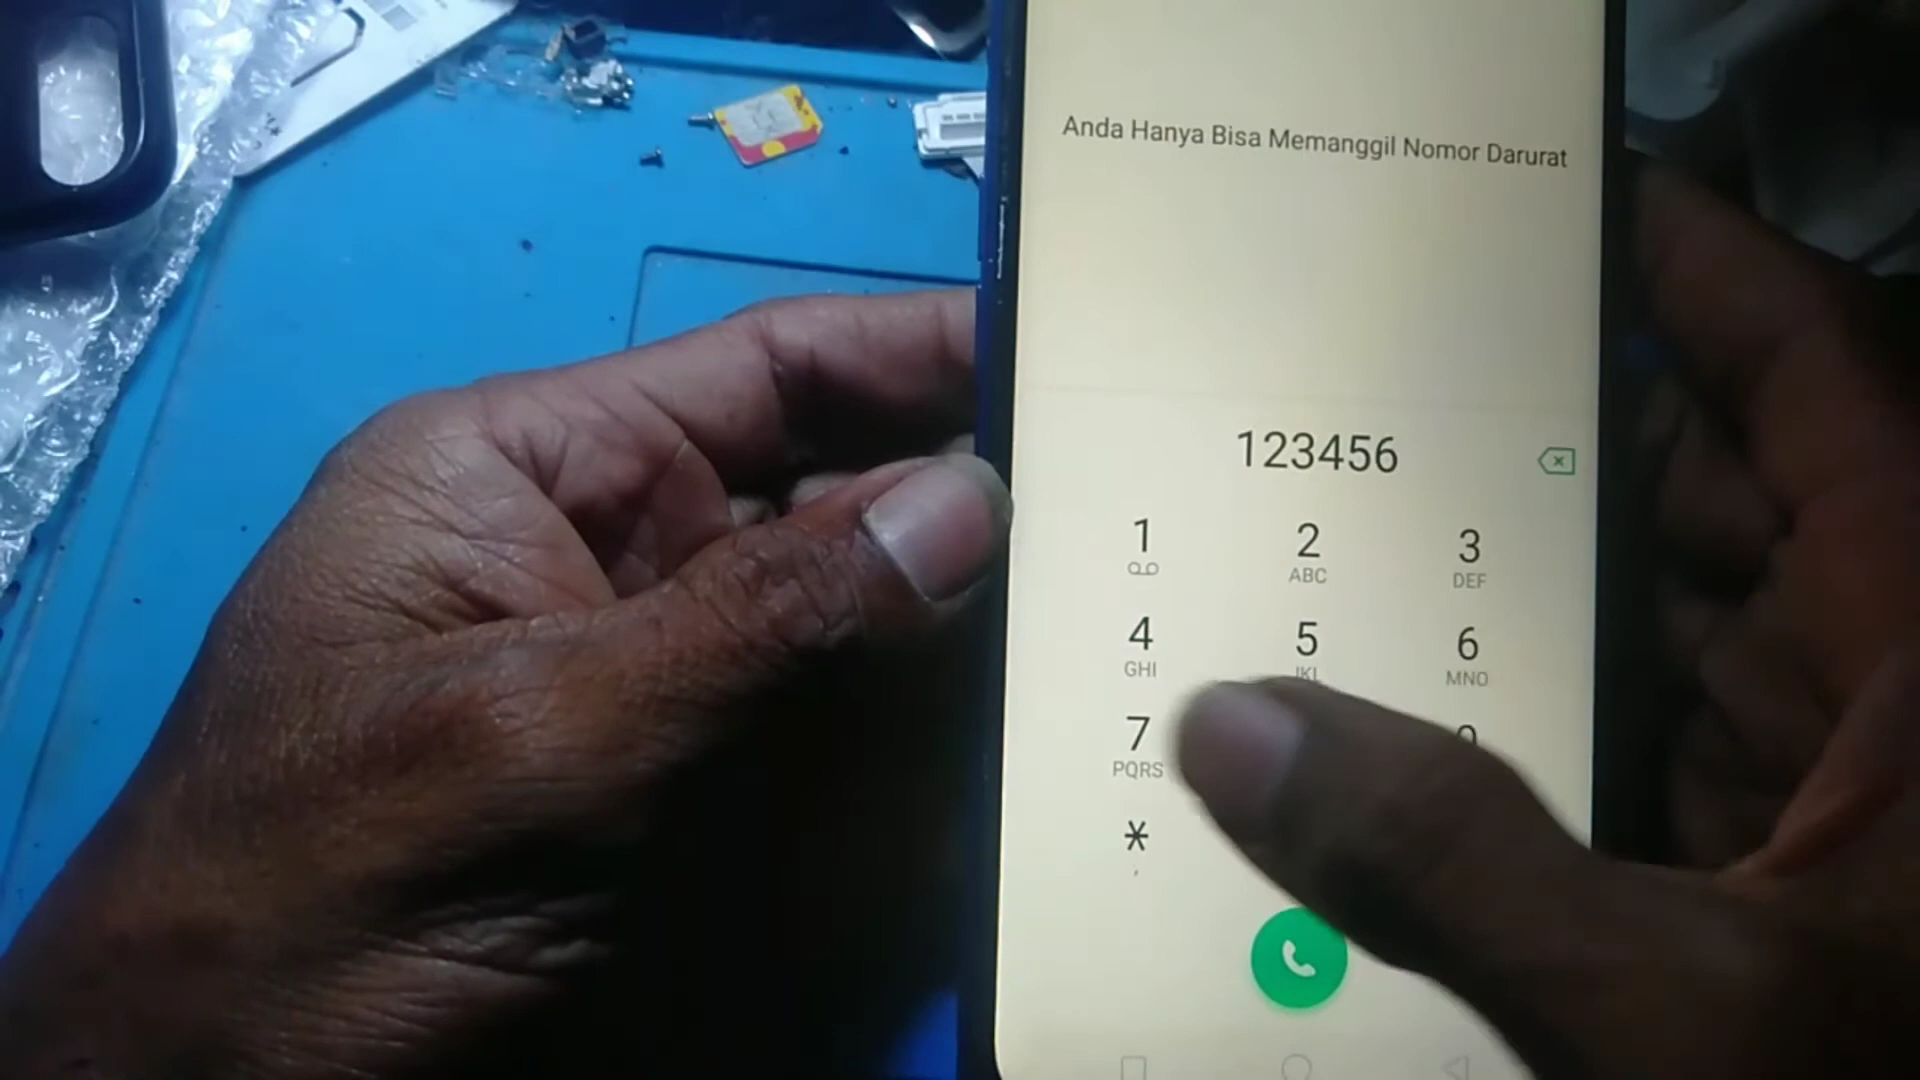 Anda Hanya Bisa Memanggil Nomor Darurat
123456
1 2 3
ABC DEF
4 5 6
GHI JKL MNO
7
PQRS
*
,